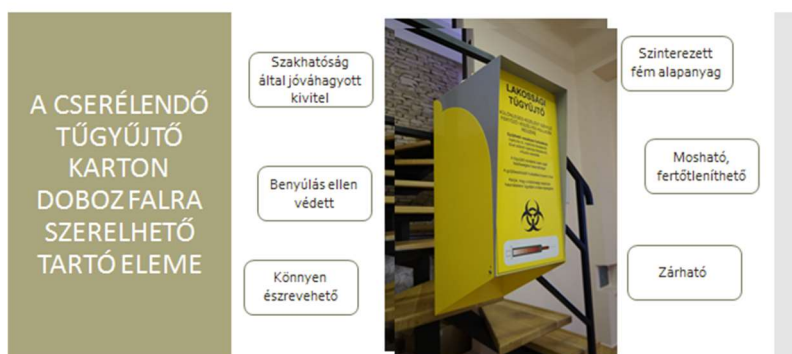 A CSERÉLENDŐ
TŰGYŰJTŐ
KARTON
DOBOZ FALRA
SZERELHETŐ
TARTÓ ELEME
Szakhatóság
által jóváhagyott
kivitel
Benyúlás ellen
védett
Könnyen
észrevehető
LAKOSSÁGI
TŰGYŰJTŐ
Szinterezett
fém alapanyag
Mosható,
fertőtleníthető
Zárható